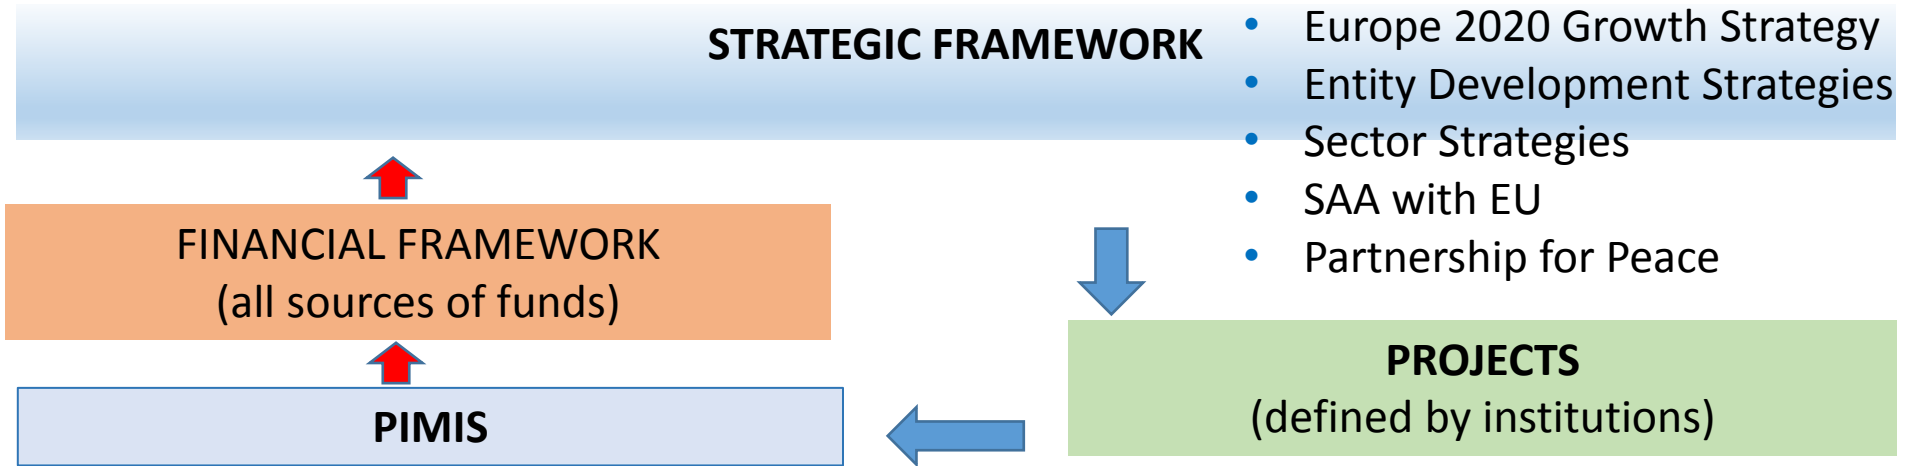 STRATEGIC FRAMEWORK
• Europe 2020 Growth Strategy
• Entity Development Strategies
• Sector Strategies
• SAA with EU
• Partnership for Peace
FINANCIAL FRAMEWORK
(all sources of funds)
PROJECTS
(defined by institutions)
PIMIS